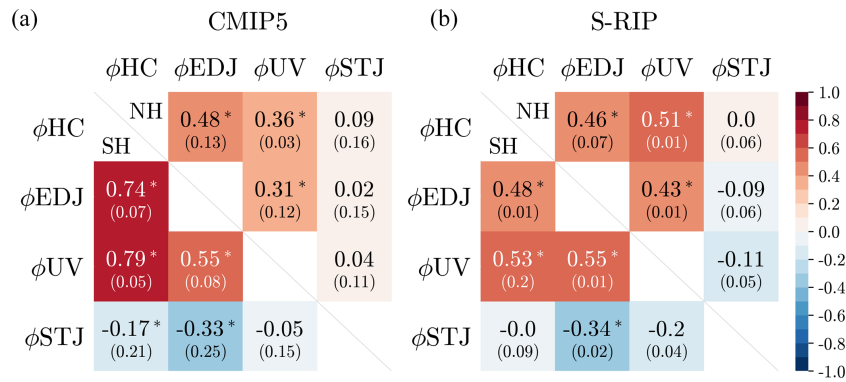 (a) CMIP5
ϕHC ϕEDJ ϕUV ϕSTJ
ϕHC NH 0.48 * 0.36 * 0.09
SH (0.13) (0.03) (0.16)
ϕEDJ 0.74 * 0.31 * 0.02
(0.07) (0.12) (0.15)
ϕUV 0.79 * 0.55 * 0.04
(0.05) (0.08) (0.11)
ϕSTJ -0.17 * -0.33 * -0.05
(0.21) (0.25) (0.15)
(b) S-RIP
ϕHC ϕEDJ ϕUV ϕSTJ
ϕHC NH 0.46 * 0.51 * 0.0
SH (0.07) (0.01) (0.06)
ϕEDJ 0.48 * 0.43 * -0.09
(0.01) (0.01) (0.06)
ϕUV 0.53 * 0.55 * -0.11
(0.2) (0.01) (0.05)
ϕSTJ -0.0 -0.34 * -0.2
(0.09) (0.02) (0.04)
1.0
0.8
0.6
0.4
0.2
0.0
-0.2
-0.4
-0.6
-0.8
-1.0